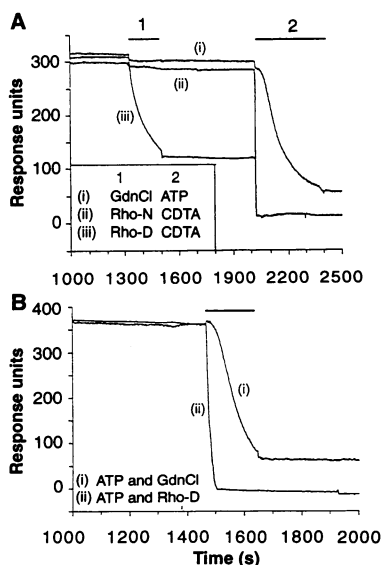 A
1
2
Response units
300
200
100
0
(i)
(ii)
(iii)
1 2
(i) GdnCl ATP
(ii) Rho-N CDTA
(iii) Rho-D CDTA
1000 1300 1600 1900 2200 2500
B
Response units
400
300
200
100
0
(ii)
(i)
(i) ATP and GdnCl
(ii) ATP and Rho-D
1000 1200 1400 1600 1800 2000
Time (s)